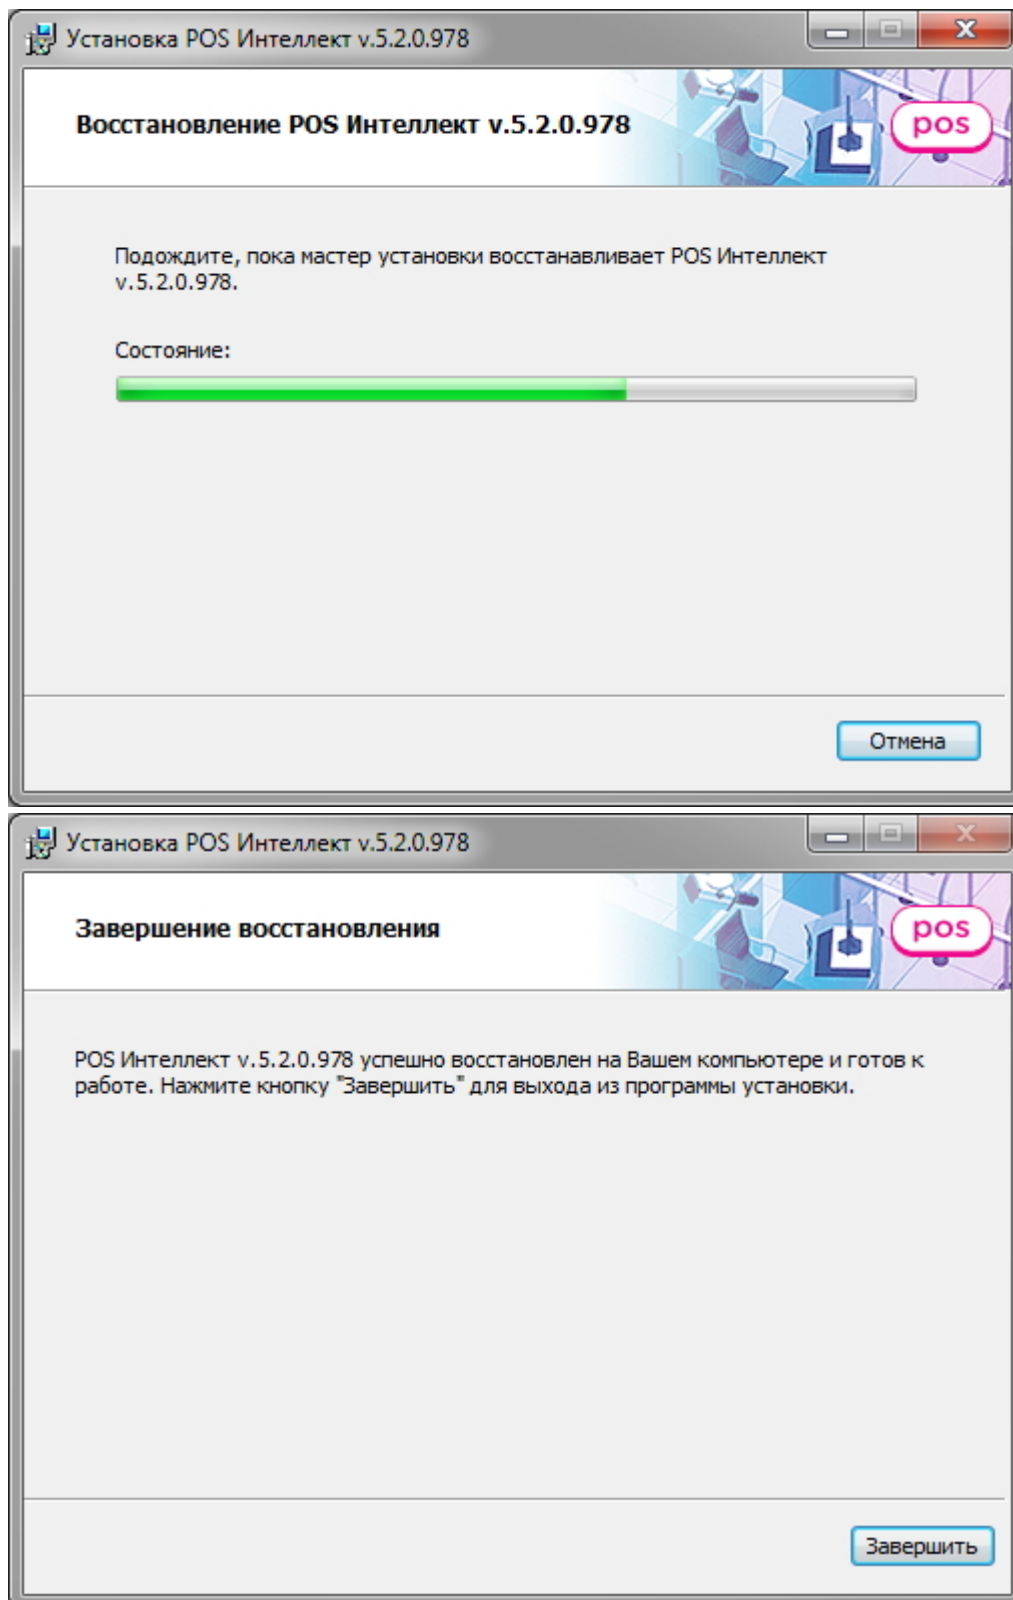 Установка POS Интеллект v.5.2.0.978
Восстановление POS Интеллект v.5.2.0.978
pos
Подождите, пока мастер установки восстанавливает POS Интеллект
v.5.2.0.978.
Состояние:
Отмена
Установка POS Интеллект v.5.2.0.978
Завершение восстановления
pos
POS Интеллект v.5.2.0.978 успешно восстановлен на Вашем компьютере и готов к
работе. Нажмите кнопку "Завершить" для выхода из программы установки.
Завершить